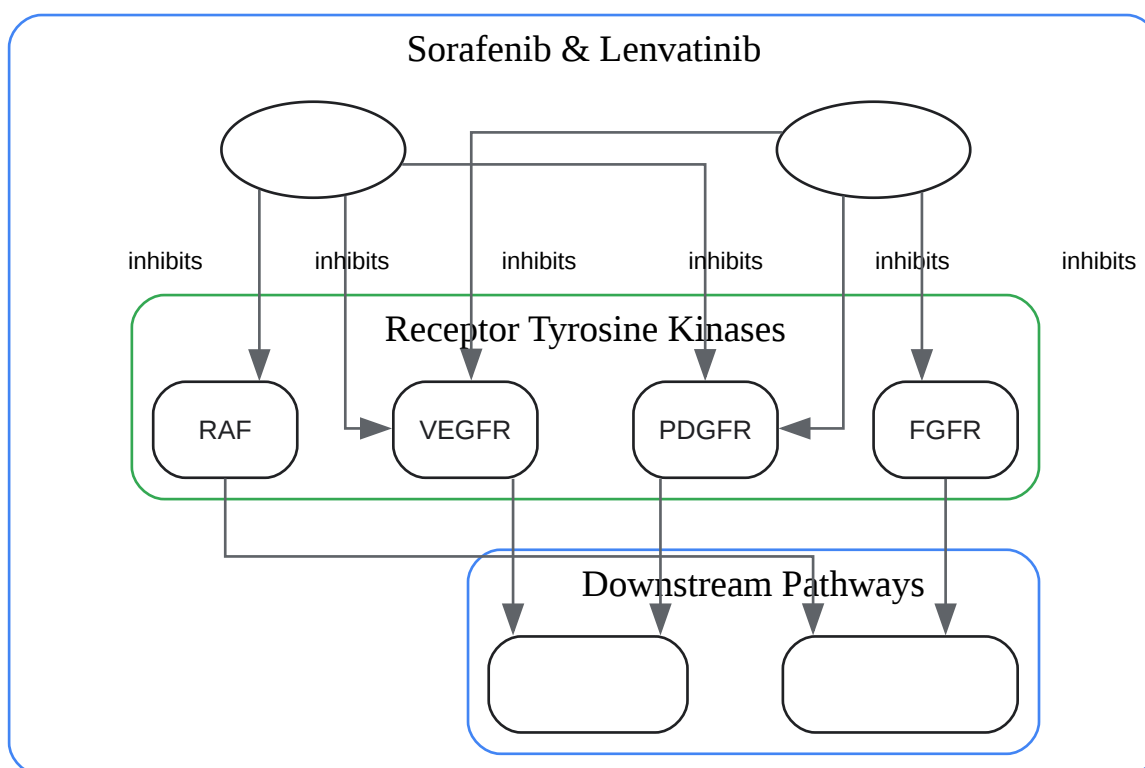 Sorafenib & Lenvatinib
inhibits inhibits inhibits inhibits inhibits inhibits
Receptor Tyrosine Kinases
RAF VEGFR PDGFR FGFR
Downstream Pathways